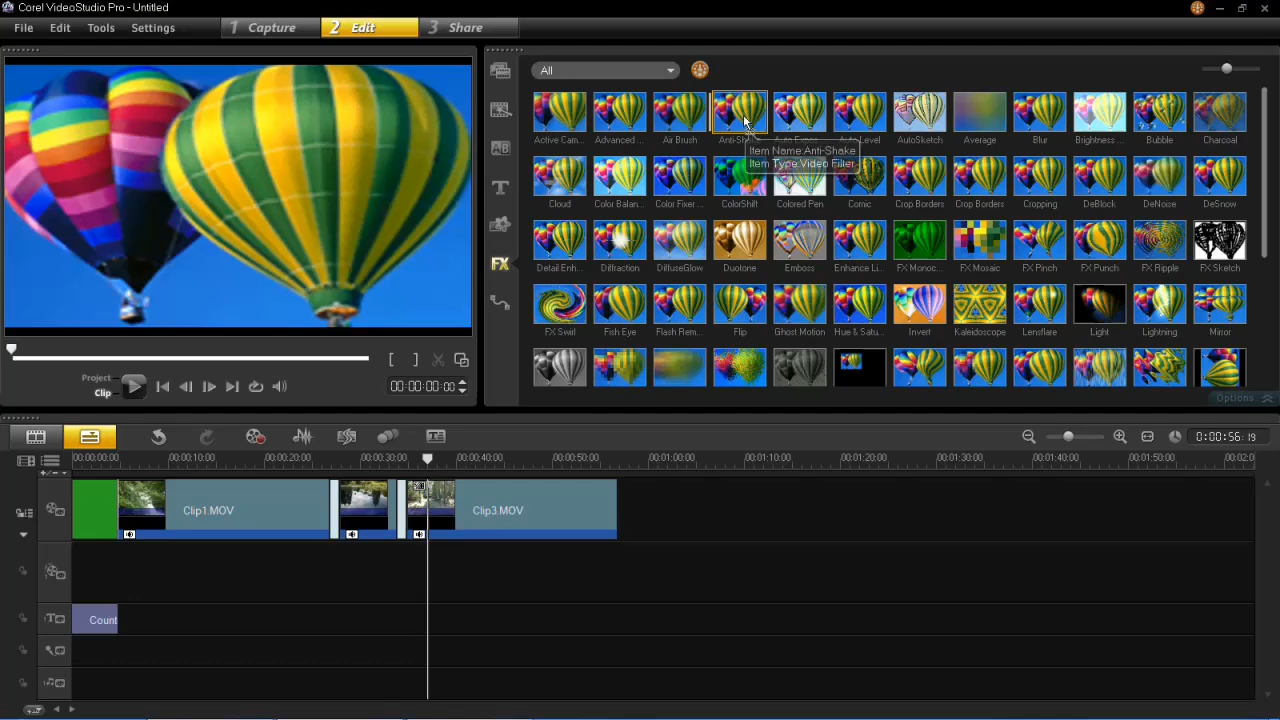 Corel VideoStudio Pro - Untitled
File Edit Tools Settings 1 Capture 2 Edit 3 Share
All
Active Cam... Advanced ... Air Brush Anti-Shake Auto Expo... Auto Level AutoSketch Average Blur Brightness ... Bubble Charcoal
Item Name:Anti-Shake
Item Type:Video Filter
Cloud Color Balan... Color Fixer ... ColorShift Colored Pen Comic Crop Borders Crop Borders Cropping DeBlock DeNoise DeSnow
Detail Enh... Diffraction DiffuseGlow Duotone Emboss Enhance Li... FX Monoc... FX Mosaic FX Pinch FX Punch FX Ripple FX Sketch
FX Swirl Fish Eye Flash Rem... Flip Ghost Motion Hue & Satu... Invert Kaleidoscope Lensflare Light Lightning Mirror
Project
Clip
00:00:00:00
Options
0:00:56:19
00:00:00:00 00:00:10:00 00:00:20:00 00:00:30:00 00:00:40:00 00:00:50:00 00:01:00:00 00:01:10:00 00:01:20:00 00:01:30:00 00:01:40:00 00:01:50:00 00:02:0
Clip1.MOV Clip3.MOV
Count